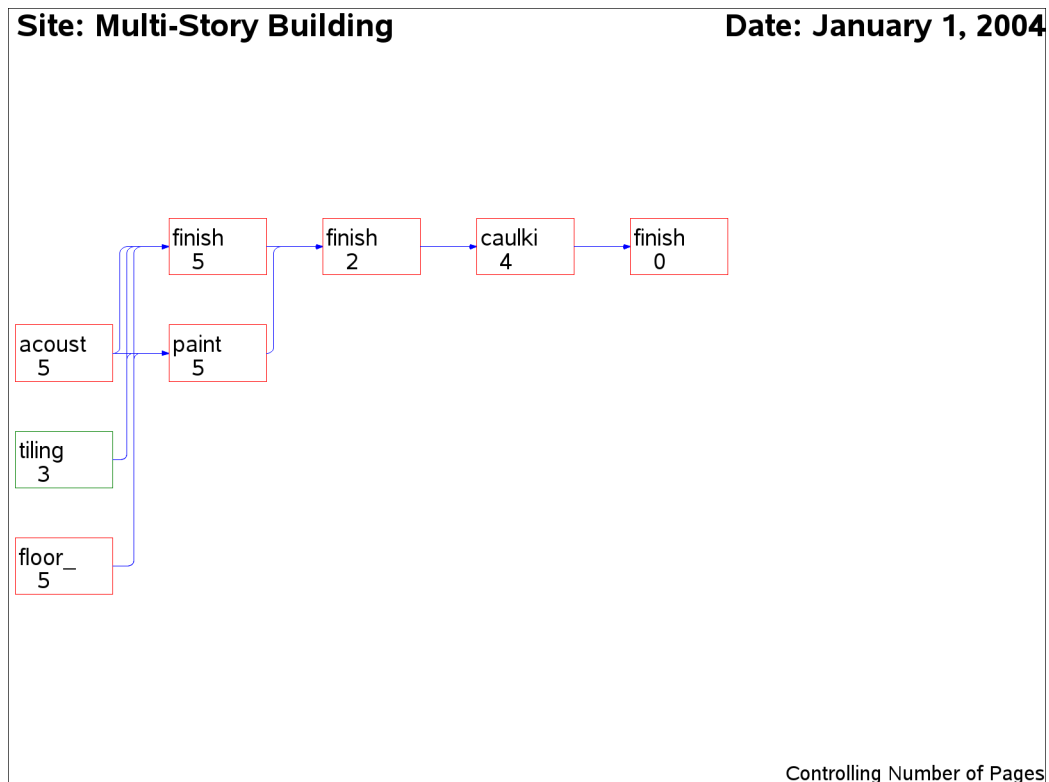 Site: Multi-Story Building
Date: January 1, 2004
finish
5
finish
2
caulki
4
finish
0
acoust
5
paint
5
tiling
3
floor_
5
Controlling Number of Pages